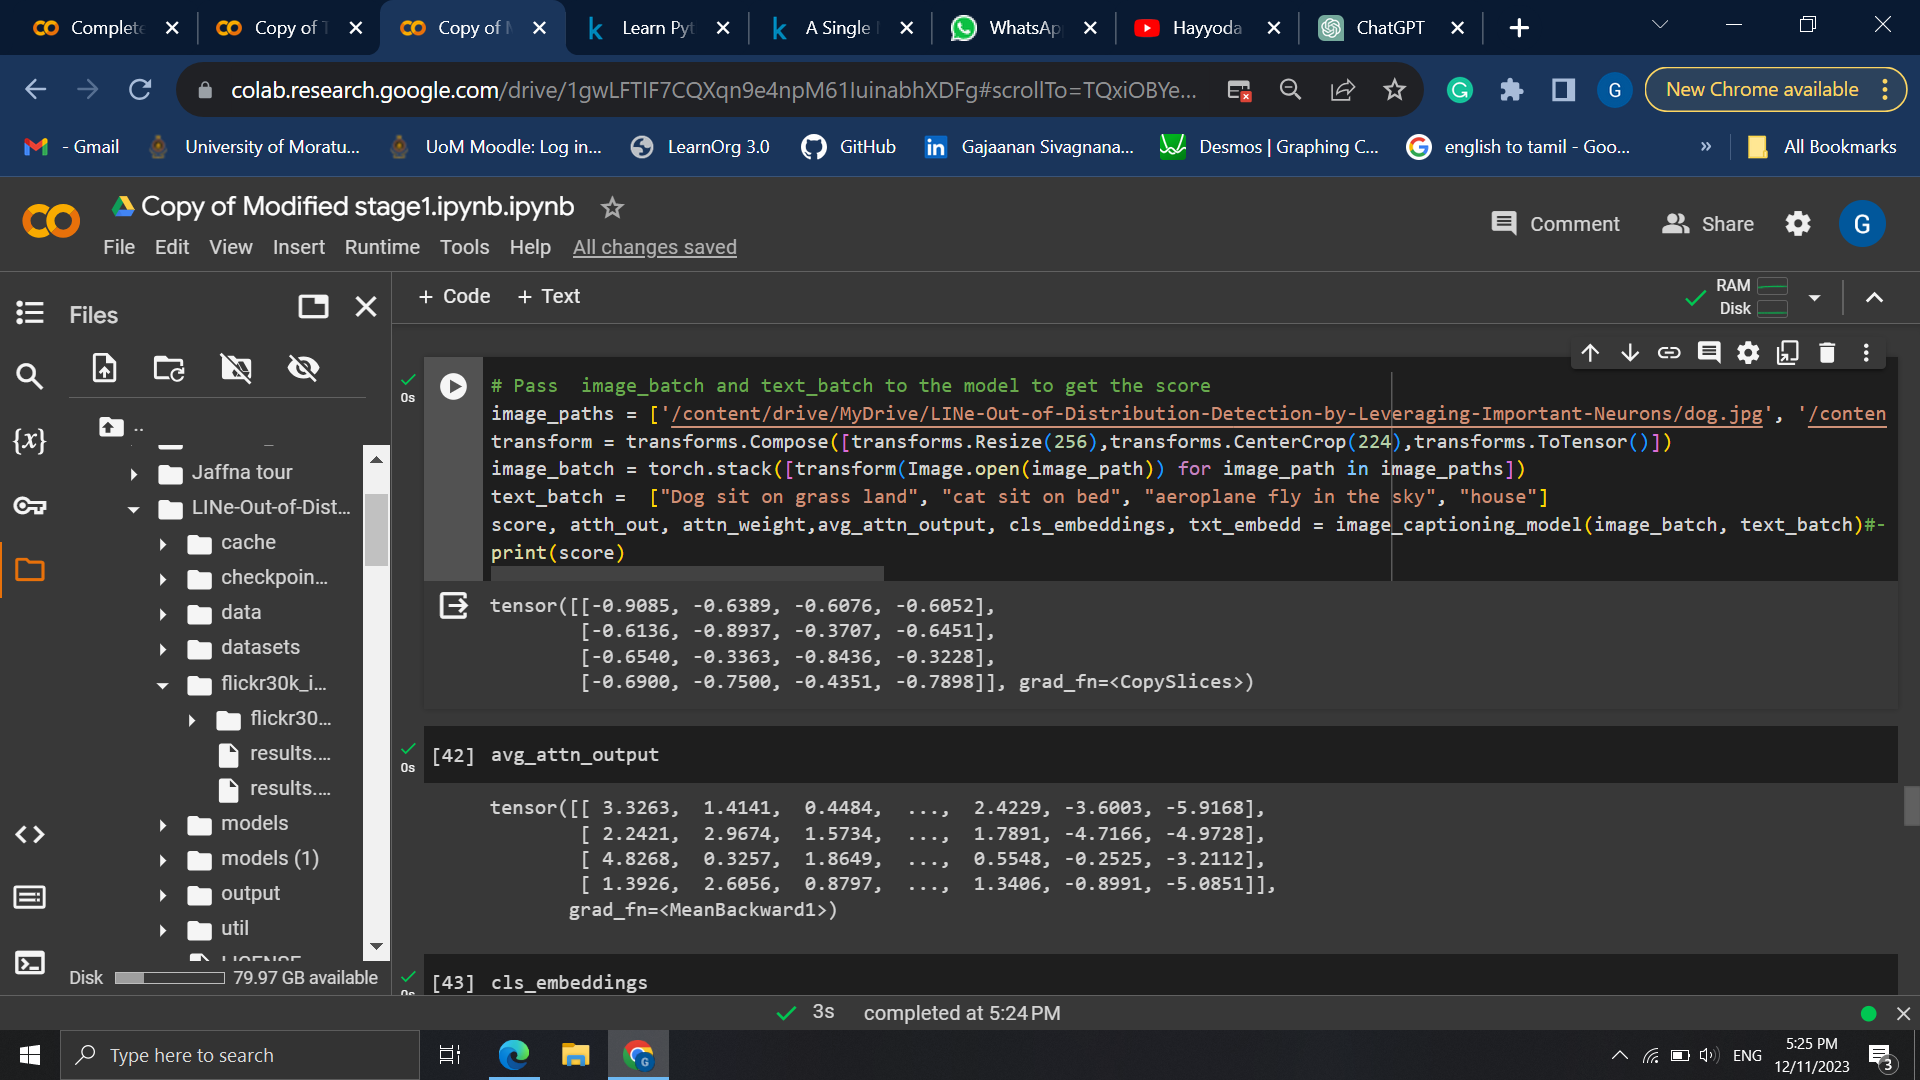 Complete
Copy of T
Copy of M
Learn Pyt
A Single
WhatsAp
Hayyoda
ChatGPT
colab.research.google.com/drive/1gwLFTIF7CQXqn9e4npM61IuinabhXDFg#scrollTo=TQxiOBYe...
G
New Chrome available
- Gmail
University of Moratu...
UoM Moodle: Log in...
LearnOrg 3.0
GitHub
Gajaanan Sivagnana...
Desmos | Graphing C...
english to tamil - Goo...
»
All Bookmarks
Copy of Modified stage1.ipynb.ipynb
File Edit View Insert Runtime Tools Help All changes saved
Comment
Share
G
Files
+ Code + Text
RAM
Disk
..
Jaffna tour
LINe-Out-of-Dist...
cache
checkpoin...
data
datasets
flickr30k_i...
flickr30...
results....
results....
models
models (1)
output
util
LICENSE
Disk 79.97 GB available
0s
# Pass  image_batch and text_batch to the model to get the score
image_paths = ['/content/drive/MyDrive/LINe-Out-of-Distribution-Detection-by-Leveraging-Important-Neurons/dog.jpg', '/conten
transform = transforms.Compose([transforms.Resize(256),transforms.CenterCrop(224),transforms.ToTensor()])
image_batch = torch.stack([transform(Image.open(image_path)) for image_path in image_paths])
text_batch =  ["Dog sit on grass land", "cat sit on bed", "aeroplane fly in the sky", "house"]
score, atth_out, attn_weight,avg_attn_output, cls_embeddings, txt_embedd = image_captioning_model(image_batch, text_batch)#-
print(score)
tensor([[-0.9085, -0.6389, -0.6076, -0.6052],
[-0.6136, -0.8937, -0.3707, -0.6451],
[-0.6540, -0.3363, -0.8436, -0.3228],
[-0.6900, -0.7500, -0.4351, -0.7898]], grad_fn=<CopySlices>)
0s
[42] avg_attn_output
tensor([[ 3.3263,  1.4141,  0.4484,  ...,  2.4229, -3.6003, -5.9168],
[ 2.2421,  2.9674,  1.5734,  ...,  1.7891, -4.7166, -4.9728],
[ 4.8268,  0.3257,  1.8649,  ...,  0.5548, -0.2525, -3.2112],
[ 1.3926,  2.6056,  0.8797,  ...,  1.3406, -0.8991, -5.0851]],
grad_fn=<MeanBackward1>)
0s
[43] cls_embeddings
3s completed at 5:24 PM
Type here to search
ENG
5:25 PM
12/11/2023
3